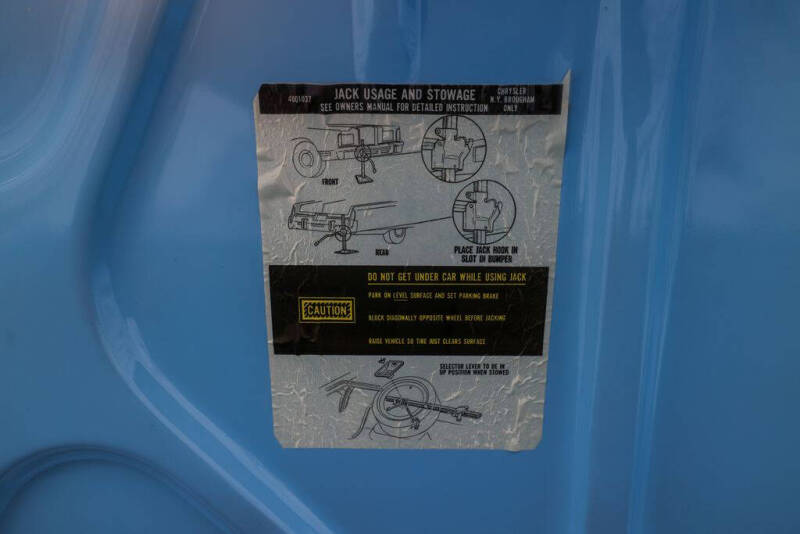 4001037
JACK USAGE AND STOWAGE
SEE OWNERS MANUAL FOR DETAILED INSTRUCTION
CHRYSLER
N.Y. BROUGHAM
ONLY
FRONT
REAR
PLACE JACK HOOK IN
SLOT IN BUMPER
DO NOT GET UNDER CAR WHILE USING JACK
CAUTION
PARK ON LEVEL SURFACE AND SET PARKING BRAKE
BLOCK DIAGONALLY OPPOSITE WHEEL BEFORE JACKING
RAISE VEHICLE SO TIRE JUST CLEARS SURFACE
SELECTOR LEVER TO BE IN
UP POSITION WHEN STOWED